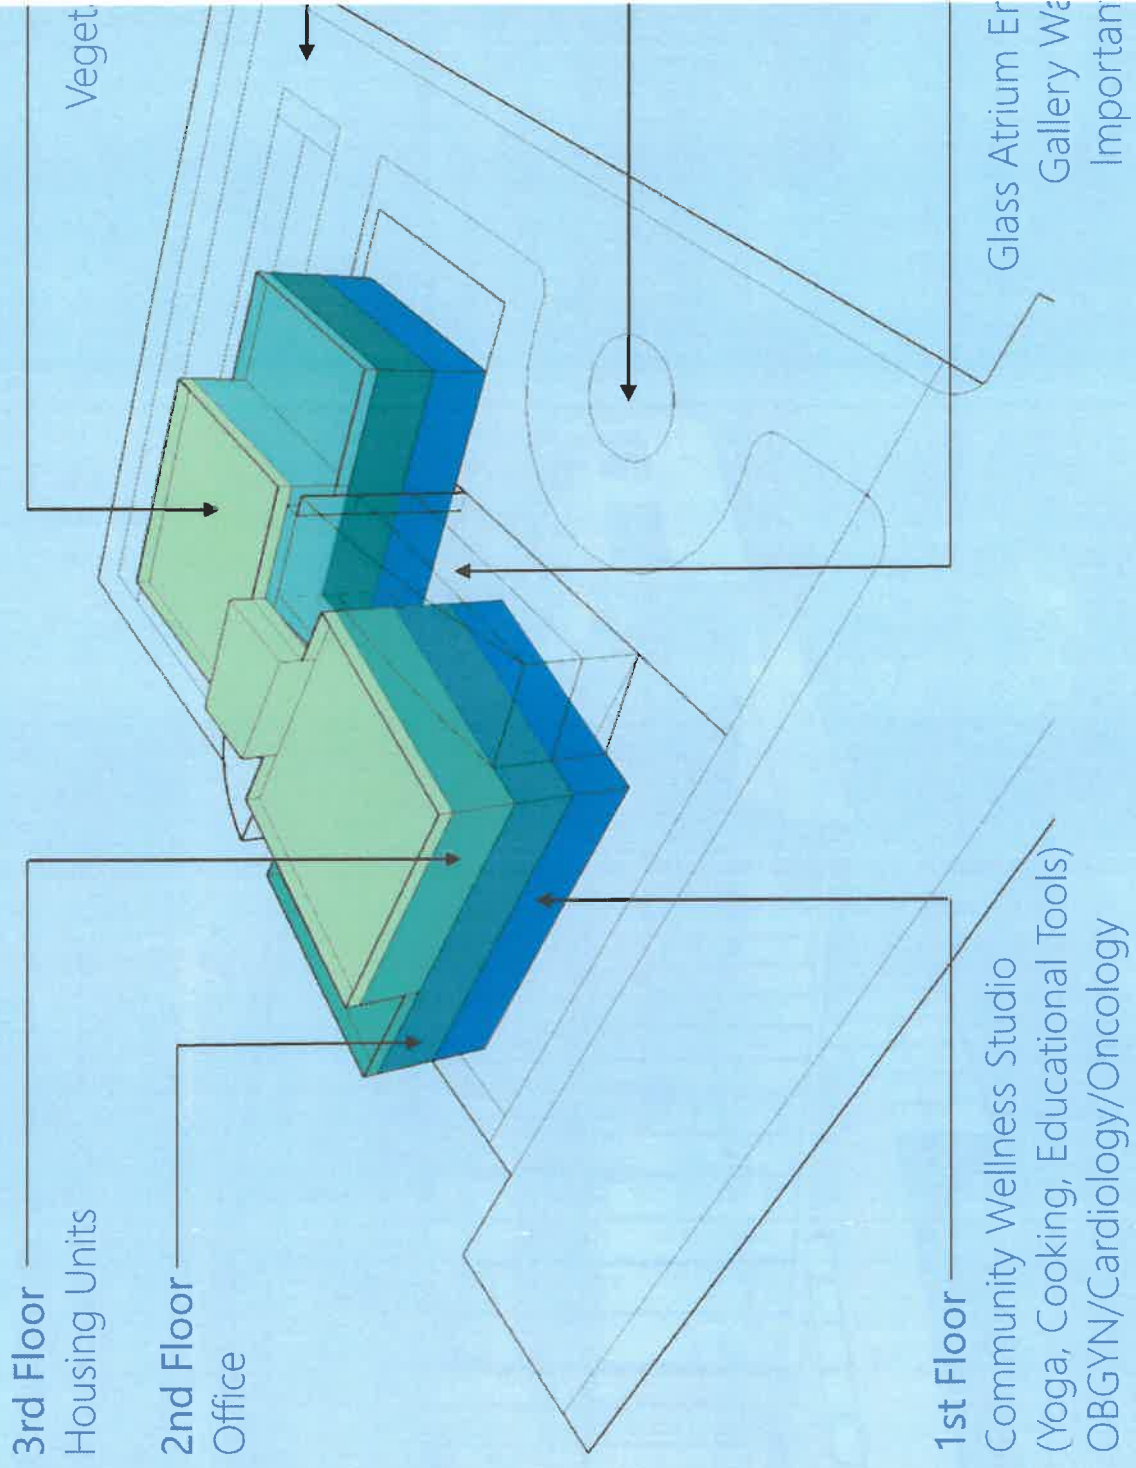 3rd Floor
Housing Units
2nd Floor
Office
1st Floor
Community Wellness Studio
(Yoga, Cooking, Educational Tools)
OBGYN/Cardiology/Oncology
Glass Atrium
Gallery